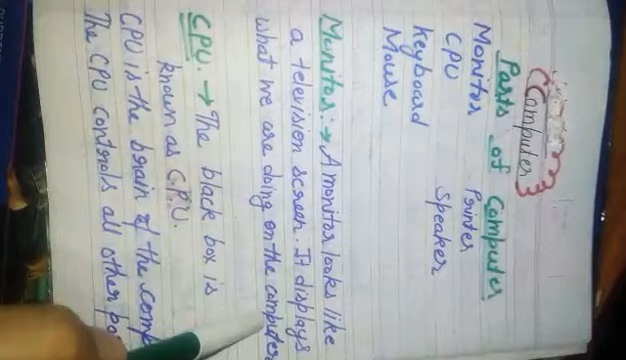 Computer
Parts of Computer
Monitor Printer
CPU Speaker
Keyboard
Mouse
Monitor :→ A monitor looks like
a television screen. It displays
what we are doing on the computer.
CPU. → The black box is
known as C.P.U.
CPU is the brain of the
The CPU controls all other